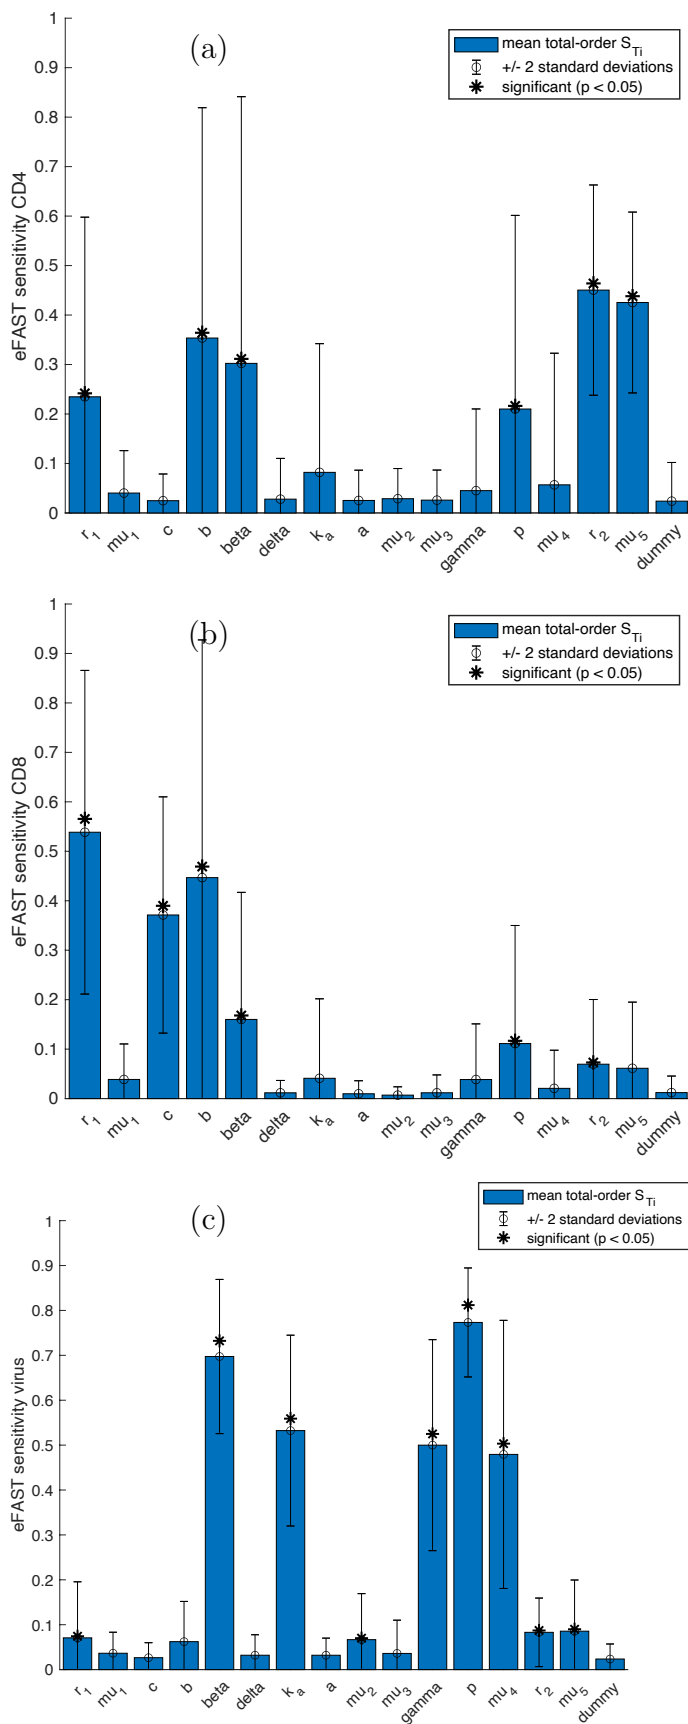 (a)
mean total-order S_Ti
+/- 2 standard deviations
significant (p < 0.05)
eFAST sensitivity CD4
1
0.9
0.8
0.7
0.6
0.5
0.4
0.3
0.2
0.1
0
r_1 mu_1 c b beta delta k_a a mu_2 mu_3 gamma p mu_4 r_2 mu_5 dummy
(b)
mean total-order S_Ti
+/- 2 standard deviations
significant (p < 0.05)
eFAST sensitivity CD8
1
0.9
0.8
0.7
0.6
0.5
0.4
0.3
0.2
0.1
0
r_1 mu_1 c b beta delta k_a a mu_2 mu_3 gamma p mu_4 r_2 mu_5 dummy
(c)
mean total-order S_Ti
+/- 2 standard deviations
significant (p < 0.05)
eFAST sensitivity virus
1
0.9
0.8
0.7
0.6
0.5
0.4
0.3
0.2
0.1
0
r_1 mu_1 c b beta delta k_a a mu_2 mu_3 gamma p mu_4 r_2 mu_5 dummy